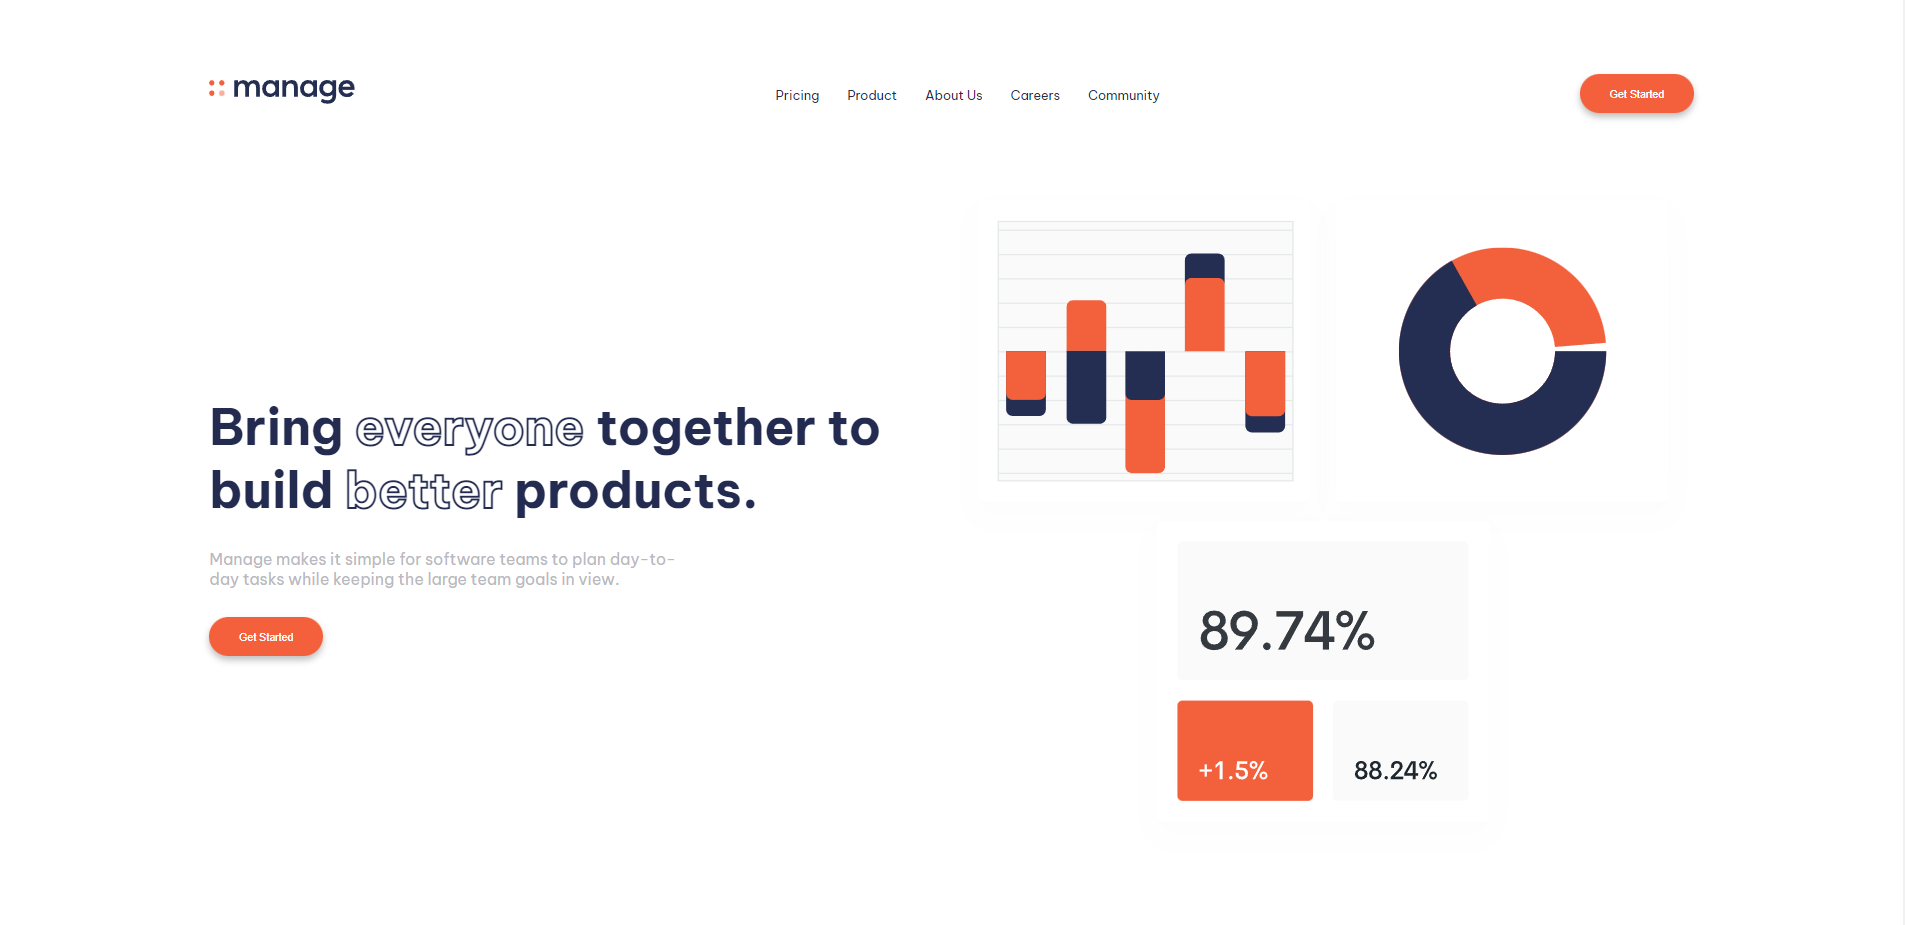 manage
Pricing Product About Us Careers Community
Get Started
Bring everyone together to
build better products.
Manage makes it simple for software teams to plan day-to-
day tasks while keeping the large team goals in view.
Get Started
89.74%
+1.5%
88.24%